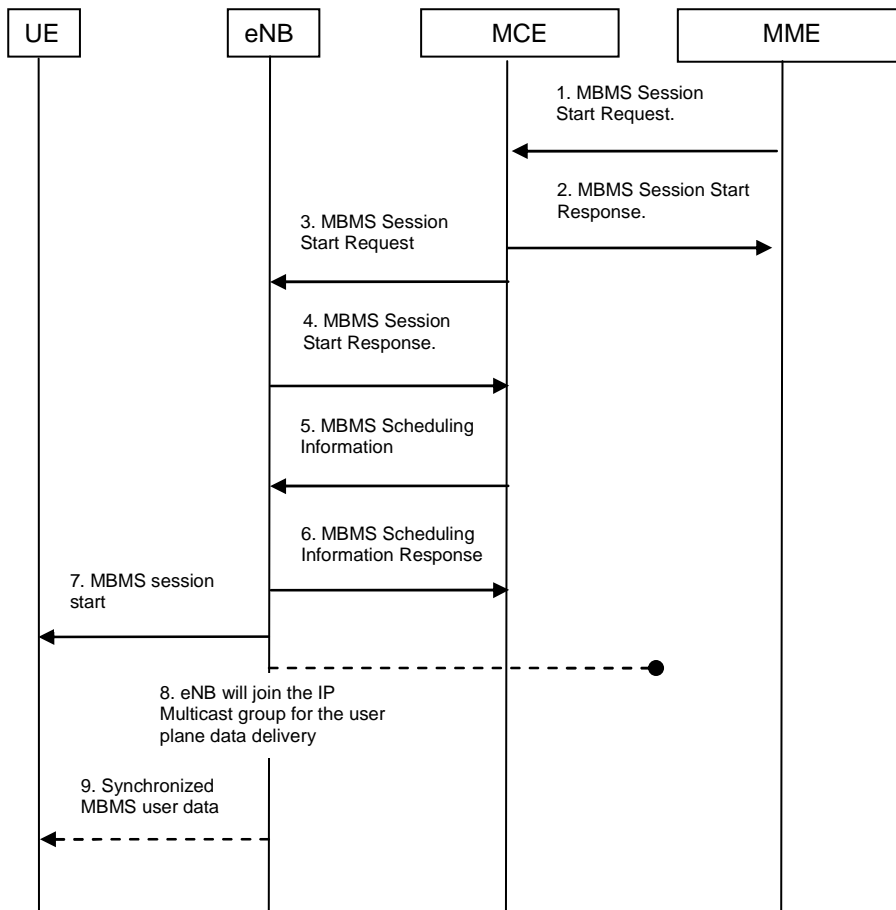 UE
eNB
MCE
MME
1. MBMS Session
Start Request.
2. MBMS Session Start
Response.
3. MBMS Session
Start Request
4. MBMS Session
Start Response.
5. MBMS Scheduling
Information
6. MBMS Scheduling
Information Response
7. MBMS session
start
8. eNB will join the IP
Multicast group for the user
plane data delivery
9. Synchronized
MBMS user data